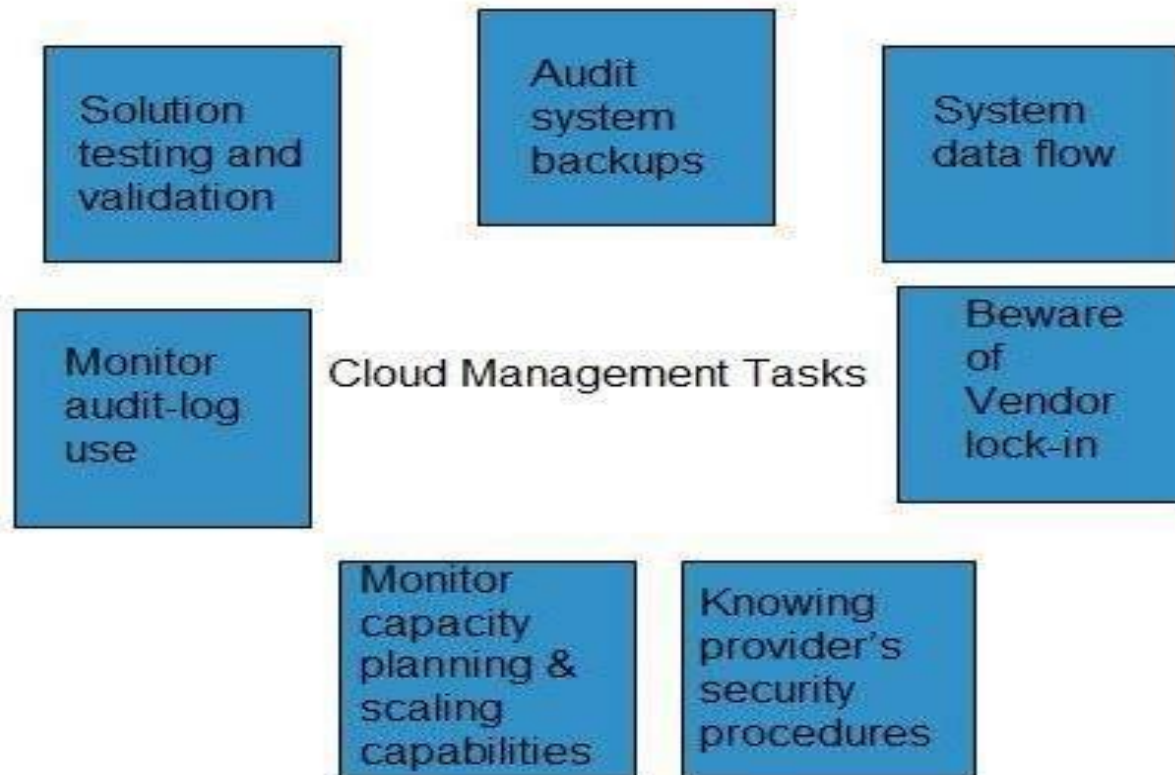 Audit
system
backups
Solution
testing and
validation
System
data flow
Monitor
audit-log
use
Cloud Management Tasks
Beware
of
Vendor
lock-in
Monitor
capacity
planning &
scaling
capabilities
Knowing
provider’s
security
procedures